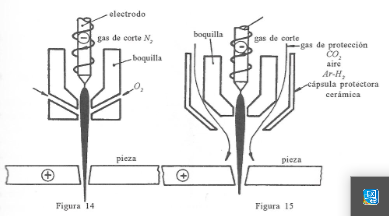 electrodo
gas de corte N₂
boquilla
O₂
pieza
Figura 14
boquilla
gas de corte
gas de protección
CO₂
aire
Ar-H₂
cápsula protectora
cerámica
pieza
Figura 15